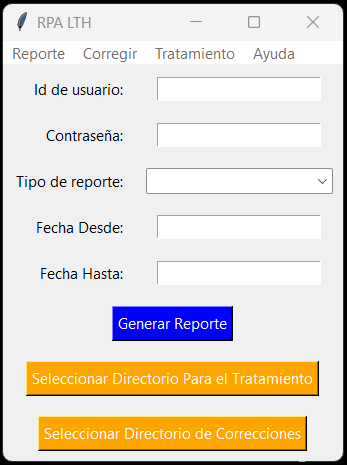 RPA LTH
Reporte Corregir Tratamiento Ayuda
Id de usuario:
Contraseña:
Tipo de reporte:
Fecha Desde:
Fecha Hasta:
Generar Reporte
Seleccionar Directorio Para el Tratamiento
Seleccionar Directorio de Correcciones